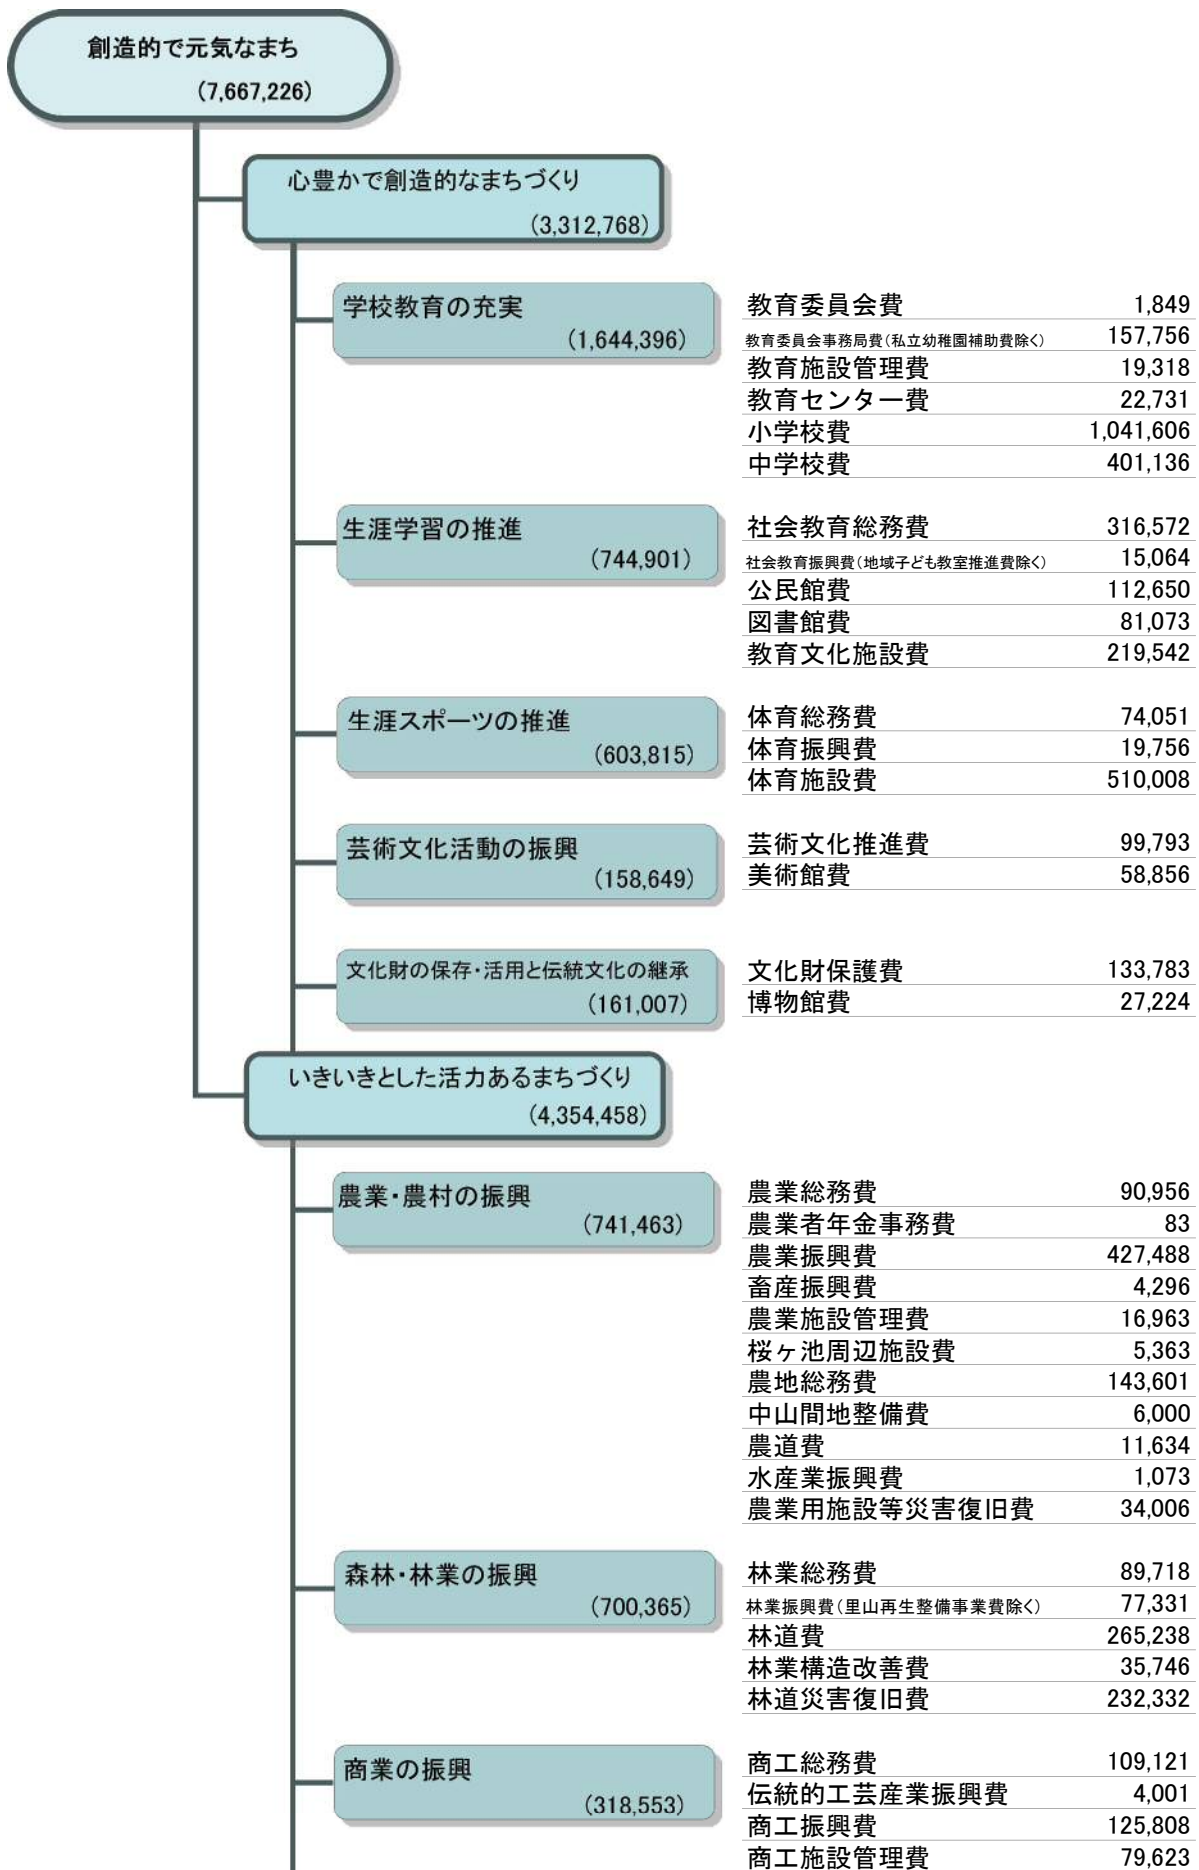 創造的で元気なまち
(7,667,226)
心豊かで創造的なまちづくり
(3,312,768)
学校教育の充実
(1,644,396)
教育委員会費 1,849
教育委員会事務局費(私立幼稚園補助費除く) 157,756
教育施設管理費 19,318
教育センター費 22,731
小学校費 1,041,606
中学校費 401,136
生涯学習の推進
(744,901)
社会教育総務費 316,572
社会教育振興費(地域子ども教室推進費除く) 15,064
公民館費 112,650
図書館費 81,073
教育文化施設費 219,542
生涯スポーツの推進
(603,815)
体育総務費 74,051
体育振興費 19,756
体育施設費 510,008
芸術文化活動の振興
(158,649)
芸術文化推進費 99,793
美術館費 58,856
文化財の保存・活用と伝統文化の継承
(161,007)
文化財保護費 133,783
博物館費 27,224
いきいきとした活力あるまちづくり
(4,354,458)
農業・農村の振興
(741,463)
農業総務費 90,956
農業者年金事務費 83
農業振興費 427,488
畜産振興費 4,296
農業施設管理費 16,963
桜ヶ池周辺施設費 5,363
農地総務費 143,601
中山間地整備費 6,000
農道費 11,634
水産業振興費 1,073
農業用施設等災害復旧費 34,006
森林・林業の振興
(700,365)
林業総務費 89,718
林業振興費(里山再生整備事業費除く) 77,331
林道費 265,238
林業構造改善費 35,746
林道災害復旧費 232,332
商業の振興
(318,553)
商工総務費 109,121
伝統的工芸産業振興費 4,001
商工振興費 125,808
商工施設管理費 79,623